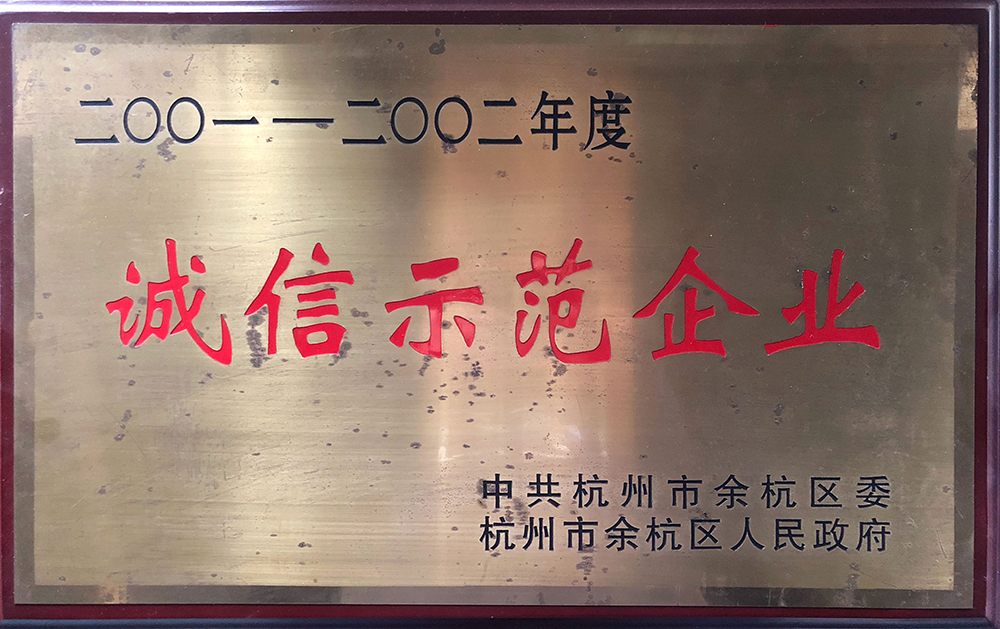 二〇〇一一二〇〇二年度
诚信示范企业
中共杭州市余杭区委
杭州市余杭区人民政府